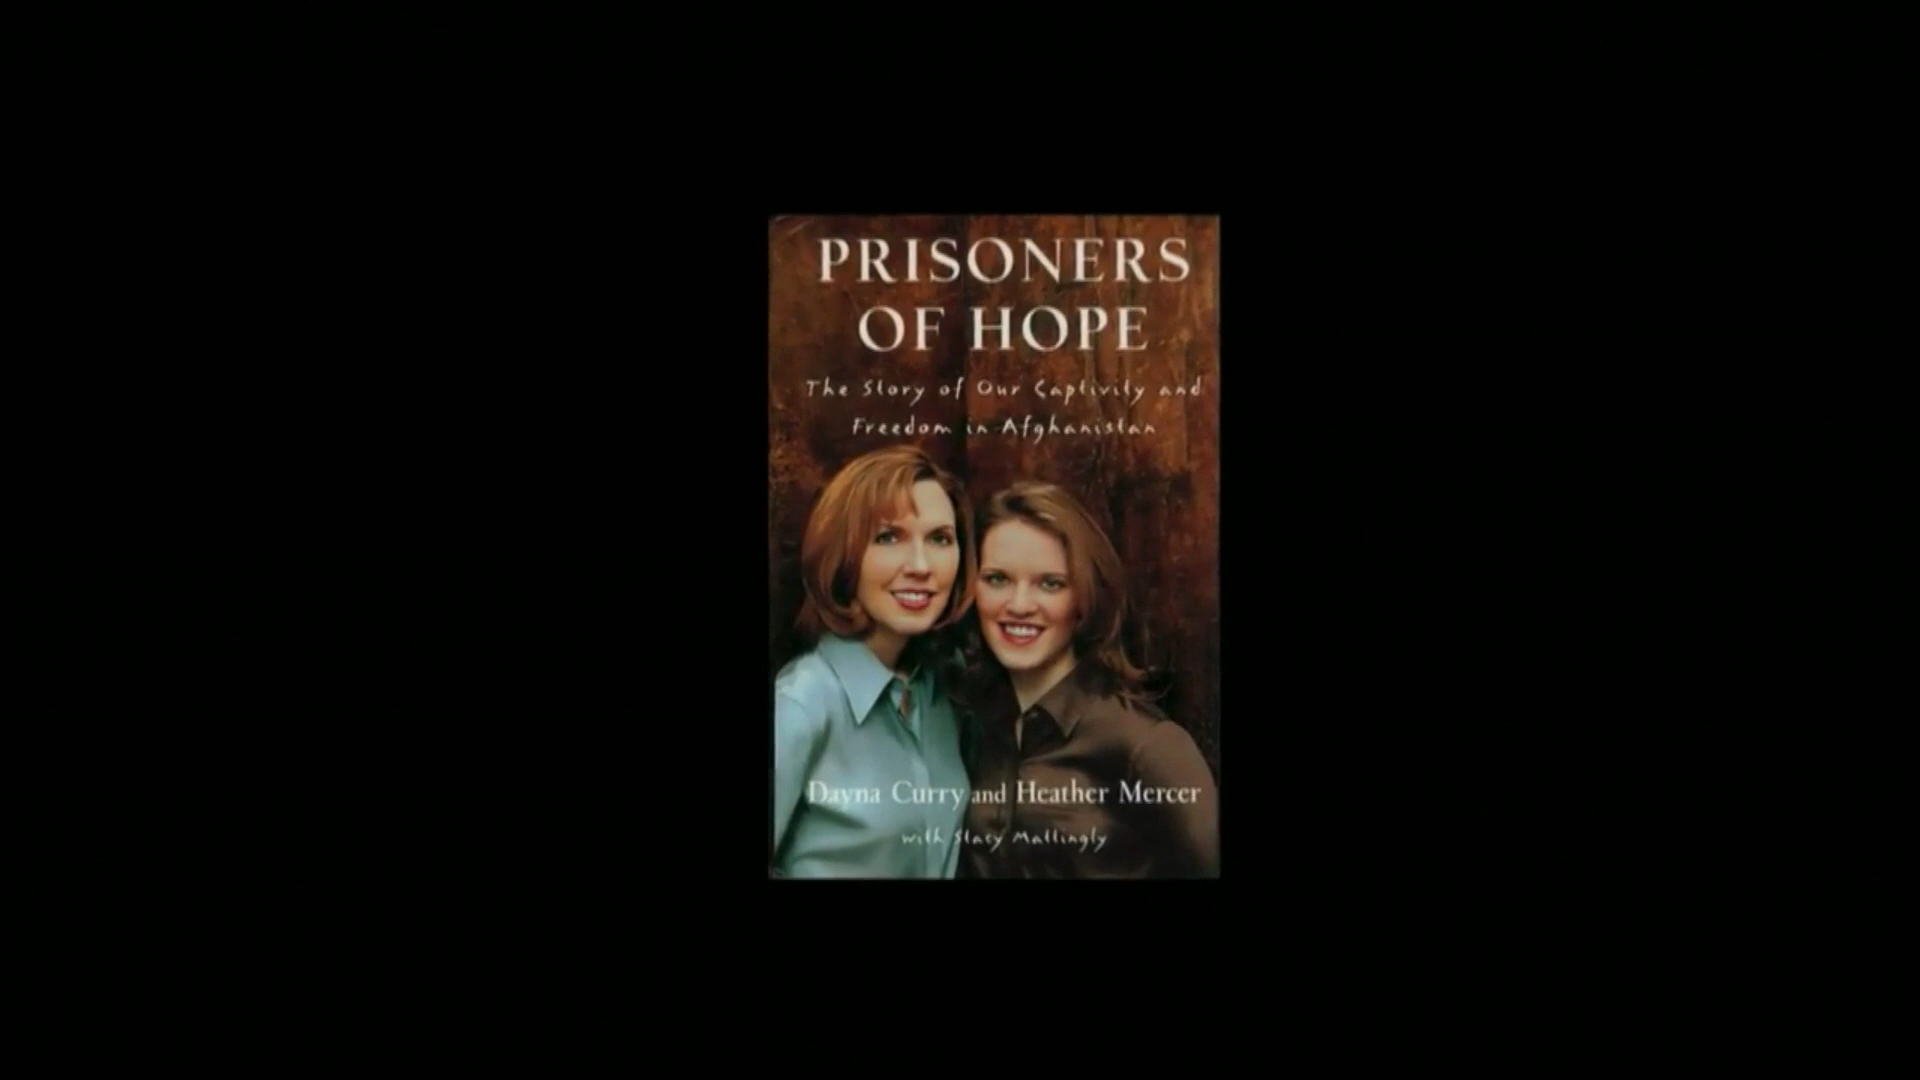 PRISONERS
OF HOPE
The Story of Our Captivity and
Freedom in Afghanistan
Dayna Curry and Heather Mercer
with Stacy Mattingly